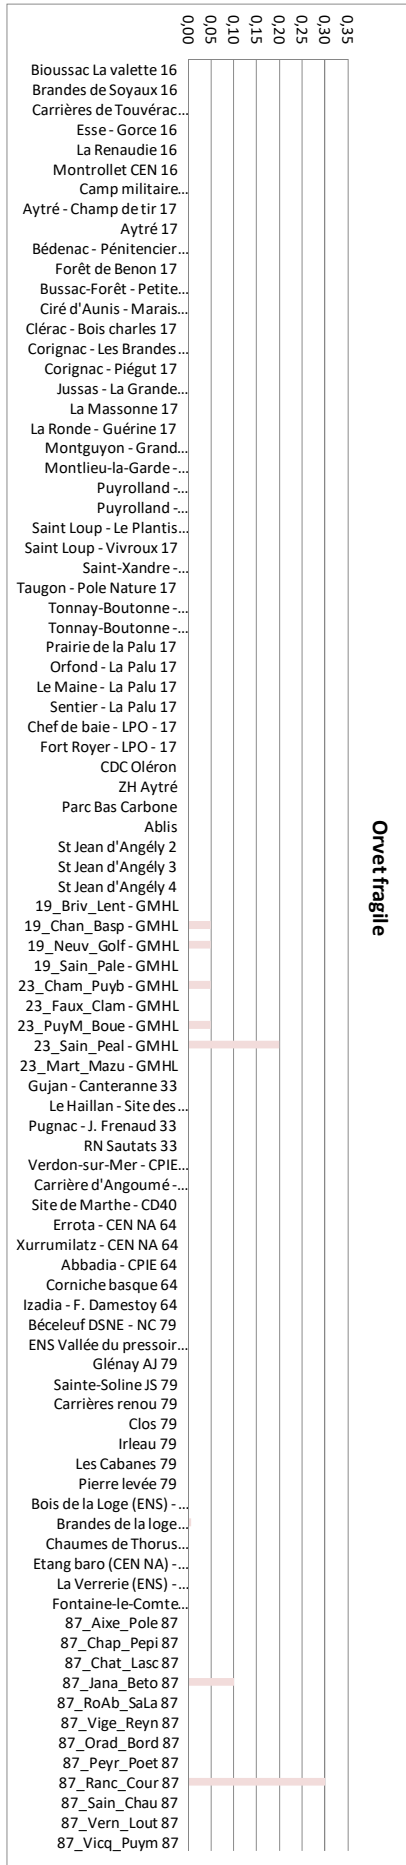 Orvet fragile
0,00
0,05
0,10
0,15
0,20
0,25
0,30
0,35
Bioussac La valette 16
Brandes de Soyaux 16
Carrières de Touvérac...
Esse - Gorce 16
La Renaudie 16
Montrollet CEN 16
Camp militaire...
Aytré - Champ de tir 17
Aytré 17
Bédenac - Pénitencier...
Forêt de Benon 17
Bussac-Forêt - Petite...
Ciré d'Aunis - Marais...
Clérac - Bois charles 17
Corignac - Les Brandes...
Corignac - Piégut 17
Jussas - La Grande...
La Massonne 17
La Ronde - Guérine 17
Montguyon - Grand...
Montlieu-la-Garde -...
Puyrolland -...
Puyrolland -...
Saint Loup - Le Plantis...
Saint Loup - Vivroux 17
Saint-Xandre -...
Taugon - Pole Nature 17
Tonnay-Boutonne -...
Tonnay-Boutonne -...
Prairie de la Palu 17
Orfond - La Palu 17
Le Maine - La Palu 17
Sentier - La Palu 17
Chef de baie - LPO - 17
Fort Royer - LPO - 17
CDC Oléron
ZH Aytré
Parc Bas Carbone
Ablis
St Jean d'Angély 2
St Jean d'Angély 3
St Jean d'Angély 4
19_Briv_Lent - GMHL
19_Chan_Basp - GMHL
19_Neuv_Golf - GMHL
19_Sain_Pale - GMHL
23_Cham_Puyb - GMHL
23_Faux_Clam - GMHL
23_PuyM_Boue - GMHL
23_Sain_Peal - GMHL
23_Mart_Mazu - GMHL
Gujan - Canteranne 33
Le Haillan - Site des...
Pugnac - J. Frenaud 33
RN Sautats 33
Verdon-sur-Mer - CPIE...
Carrière d'Angoumé -...
Site de Marthe - CD40
Errota - CEN NA 64
Xurrumilatz - CEN NA 64
Abbadia - CPIE 64
Corniche basque 64
Izadia - F. Damestoy 64
Béceleuf DSNE - NC 79
ENS Vallée du pressoir...
Glénay AJ 79
Sainte-Soline JS 79
Carrières renou 79
Clos 79
Irleau 79
Les Cabanes 79
Pierre levée 79
Bois de la Loge (ENS) -...
Brandes de la loge...
Chaumes de Thorus...
Etang baro (CEN NA) -...
La Verrerie (ENS) -...
Fontaine-le-Comte...
87_Aixe_Pole 87
87_Chap_Pepi 87
87_Chat_Lasc 87
87_Jana_Beto 87
87_RoAb_SaLa 87
87_Vige_Reyn 87
87_Orad_Bord 87
87_Peyr_Poet 87
87_Ranc_Cour 87
87_Sain_Chau 87
87_Vern_Lout 87
87_Vicq_Puym 87